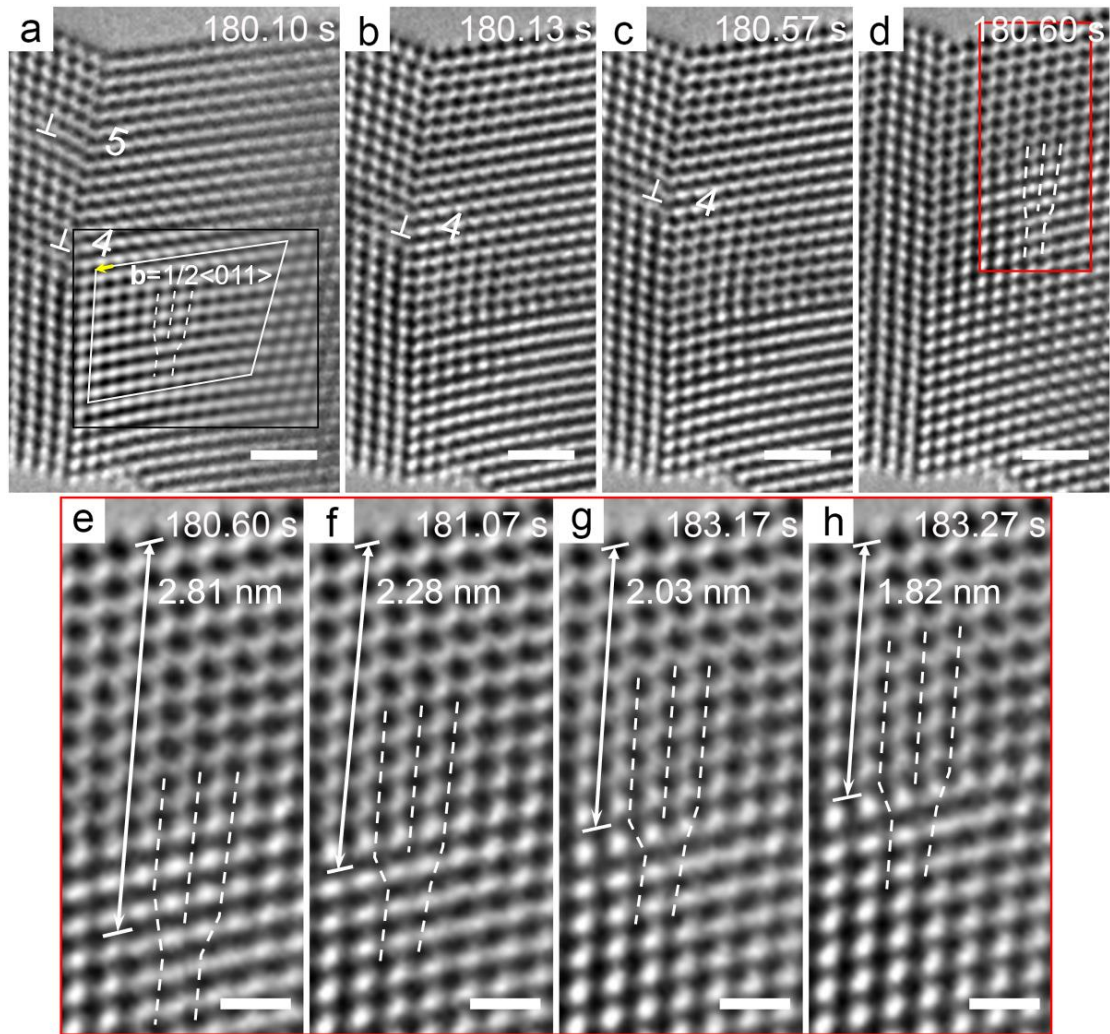 a
180.10 s
5
4
b=1/2<011>
b
180.13 s
4
c
180.57 s
4
d
180.60 s
e
180.60 s
2.81 nm
f
181.07 s
2.28 nm
g
183.17 s
2.03 nm
h
183.27 s
1.82 nm